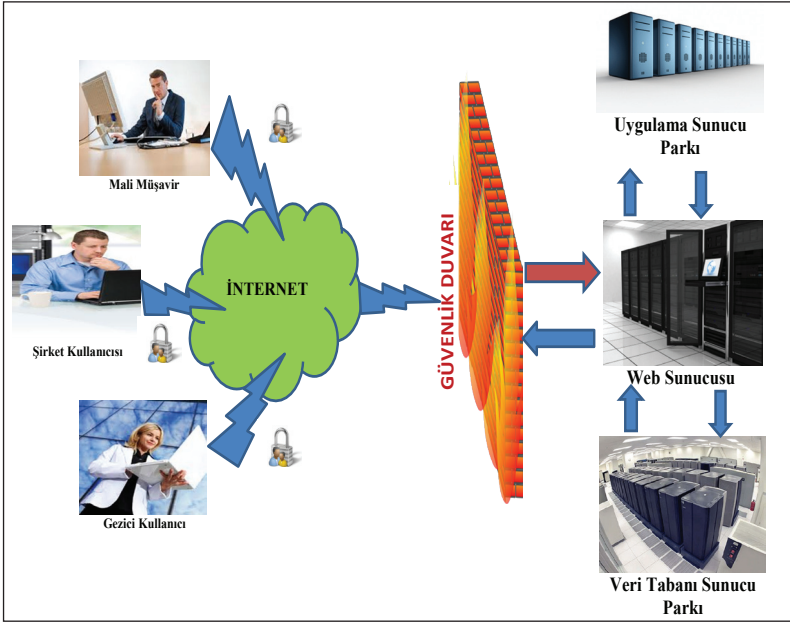 Mali Müşavir
Şirket Kullanıcısı
Gezici Kullanıcı
İNTERNET
GÜVENLİK DUVARI
Uygulama Sunucu
Parkı
Web Sunucusu
Veri Tabanı Sunucu
Parkı